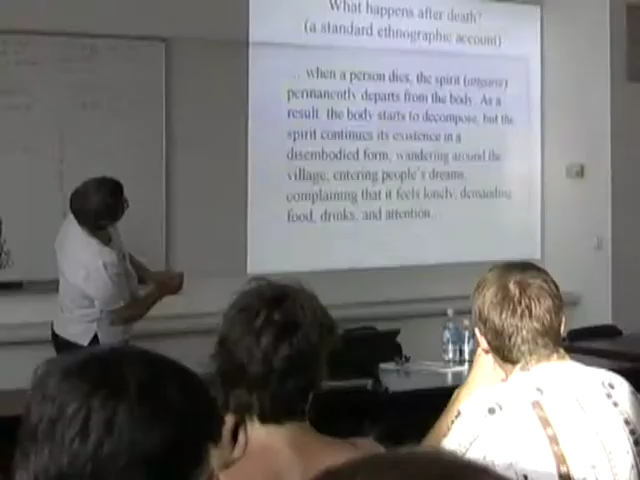 What happens after death?
(a standard ethnographic account)
... when a person dies, the spirit
permanently departs from the body. As a
result, the body starts to decompose, but the
spirit continues its existence in a
disembodied form, wandering around the
village, entering people's dreams,
complaining that it feels lonely, demanding
food, drinks, and attention.